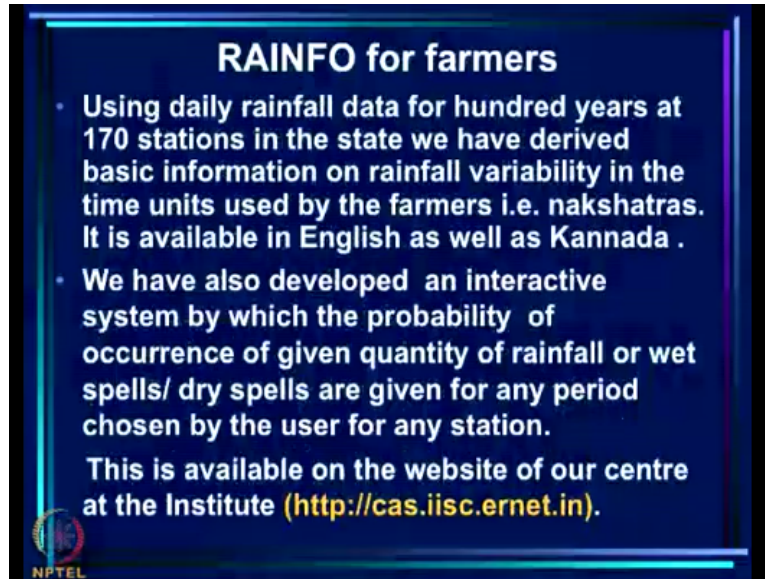 RAINFO for farmers
• Using daily rainfall data for hundred years at
170 stations in the state we have derived
basic information on rainfall variability in the
time units used by the farmers i.e. nakshatras.
It is available in English as well as Kannada .
• We have also developed an interactive
system by which the probability of
occurrence of given quantity of rainfall or wet
spells/ dry spells are given for any period
chosen by the user for any station.
This is available on the website of our centre
at the Institute (http://cas.iisc.ernet.in).
NPTEL